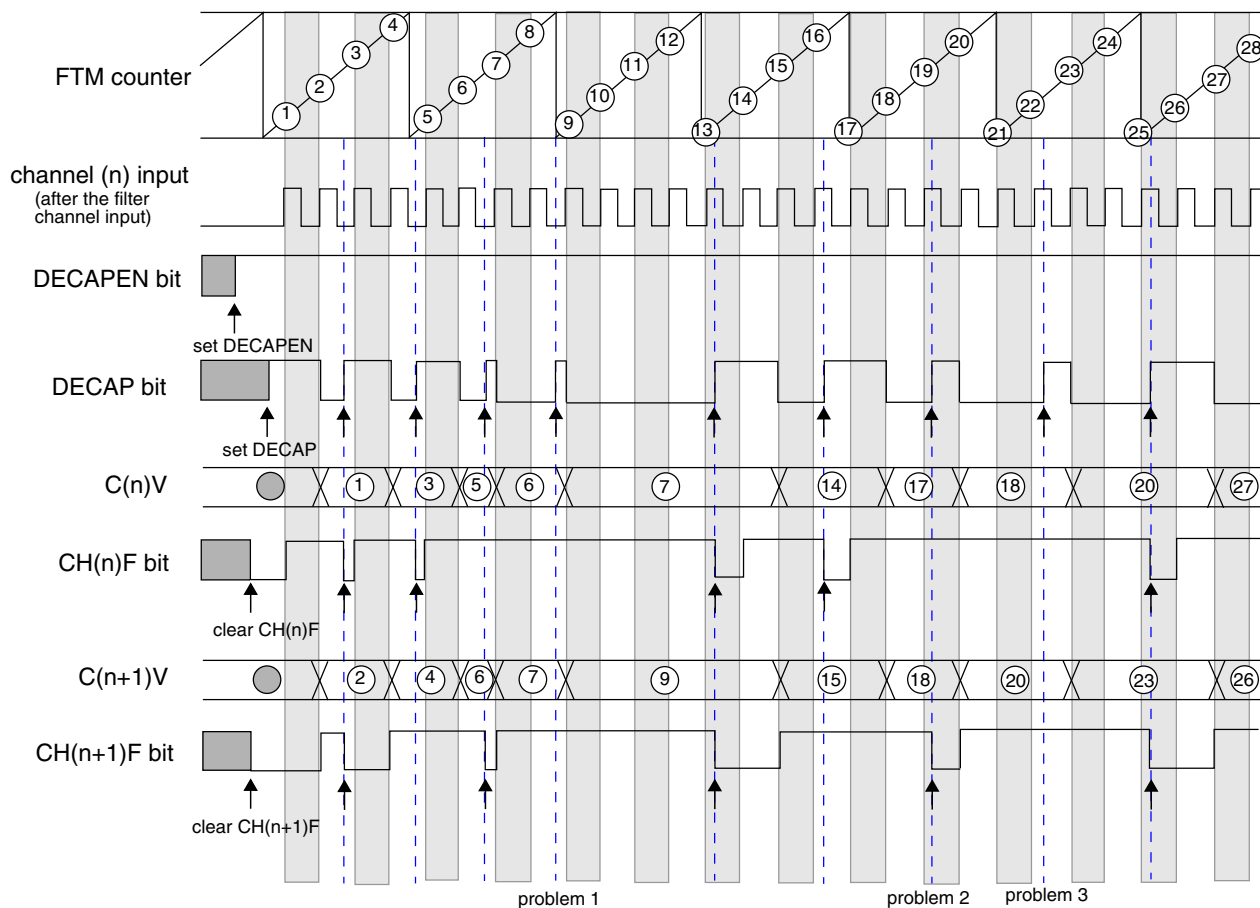 FTM counter
1 2 3 4 5 6 7 8 9 10 11 12 13 14 15 16 17 18 19 20 21 22 23 24 25 26 27 28
channel (n) input
(after the filter
channel input)
DECAPEN bit
set DECAPEN
DECAP bit
set DECAP
C(n)V
1 3 5 6 7 14 17 18 20 27
CH(n)F bit
clear CH(n)F
C(n+1)V
2 4 6 7 9 15 18 20 23 26
CH(n+1)F bit
clear CH(n+1)F
problem 1 problem 2 problem 3